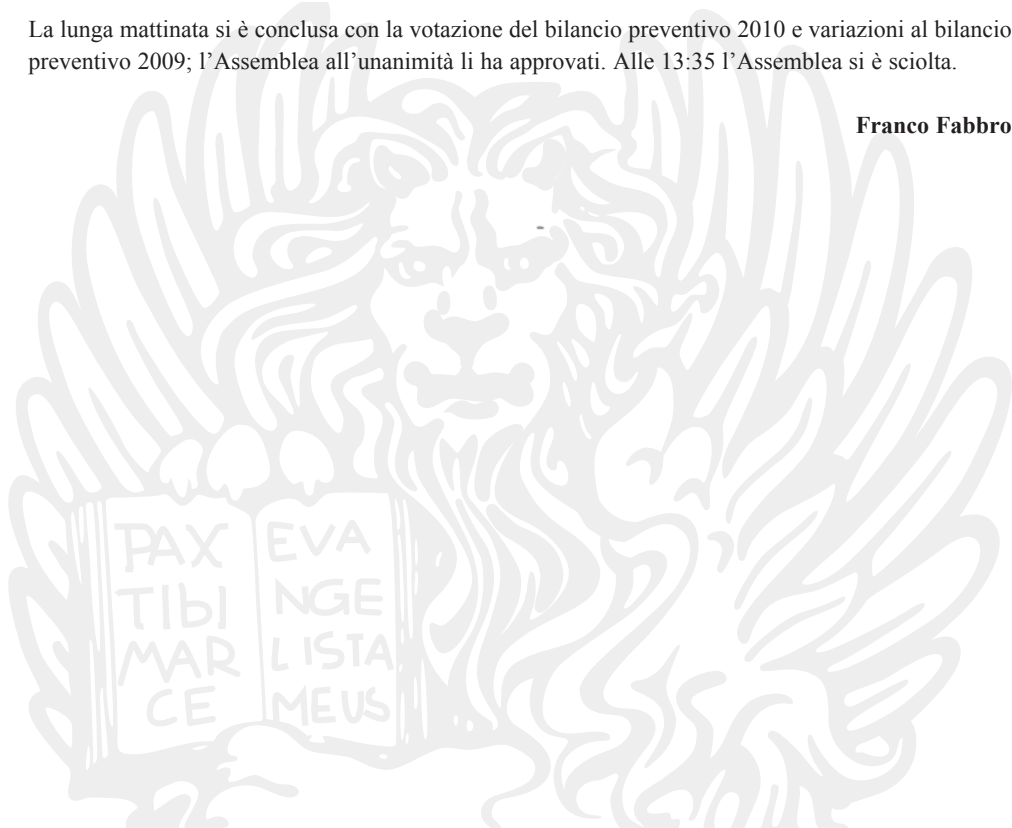 La lunga mattinata si è conclusa con la votazione del bilancio preventivo 2010 e variazioni al bilancio
preventivo 2009; l’Assemblea all’unanimità li ha approvati. Alle 13:35 l’Assemblea si è sciolta.
Franco Fabbro
PAX
TIbI
MAR
CE
EVA
NGE
LISTA
MEUS